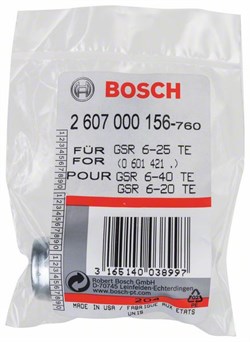 BOSCH
2 607 000 156-760
FÜR GSR 6-25 TE
FOR (0 601 421 .)
POUR GSR 6-40 TE
GSR 6-20 TE
3 165140 038997
Robert Bosch GmbH
D-70745 Leinfelden-Echterdingen
www.bosch-pt.com
MADE IN USA / FABRIQUE AUX ETATS
UNIS